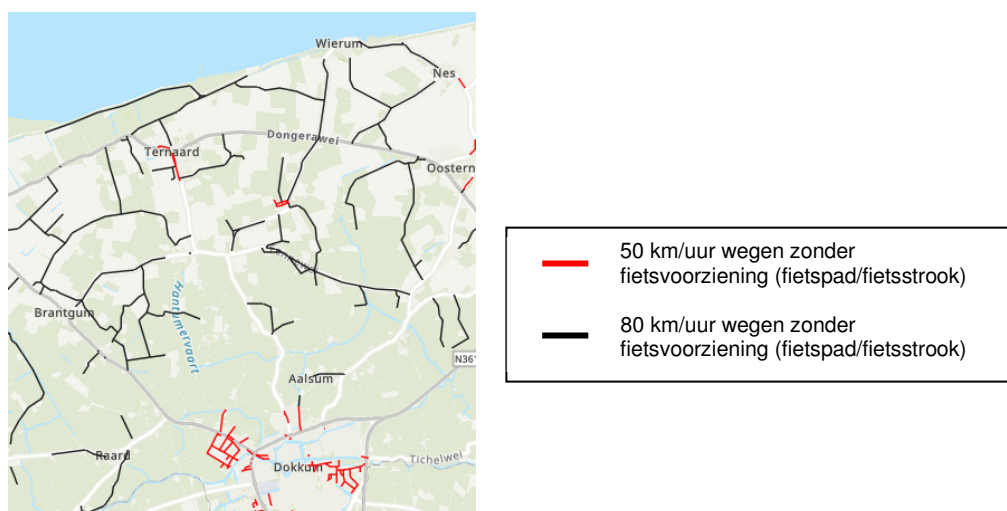 Wierum
Nes
Dongerawei
Ternaard
Oostern
Hantumervaart
Brantgum
N361
Aalsum
Raard
Dokkum
Tichelwei
50 km/uur wegen zonder
fietsvoorziening (fietspad/fietsstrook)
80 km/uur wegen zonder
fietsvoorziening (fietspad/fietsstrook)